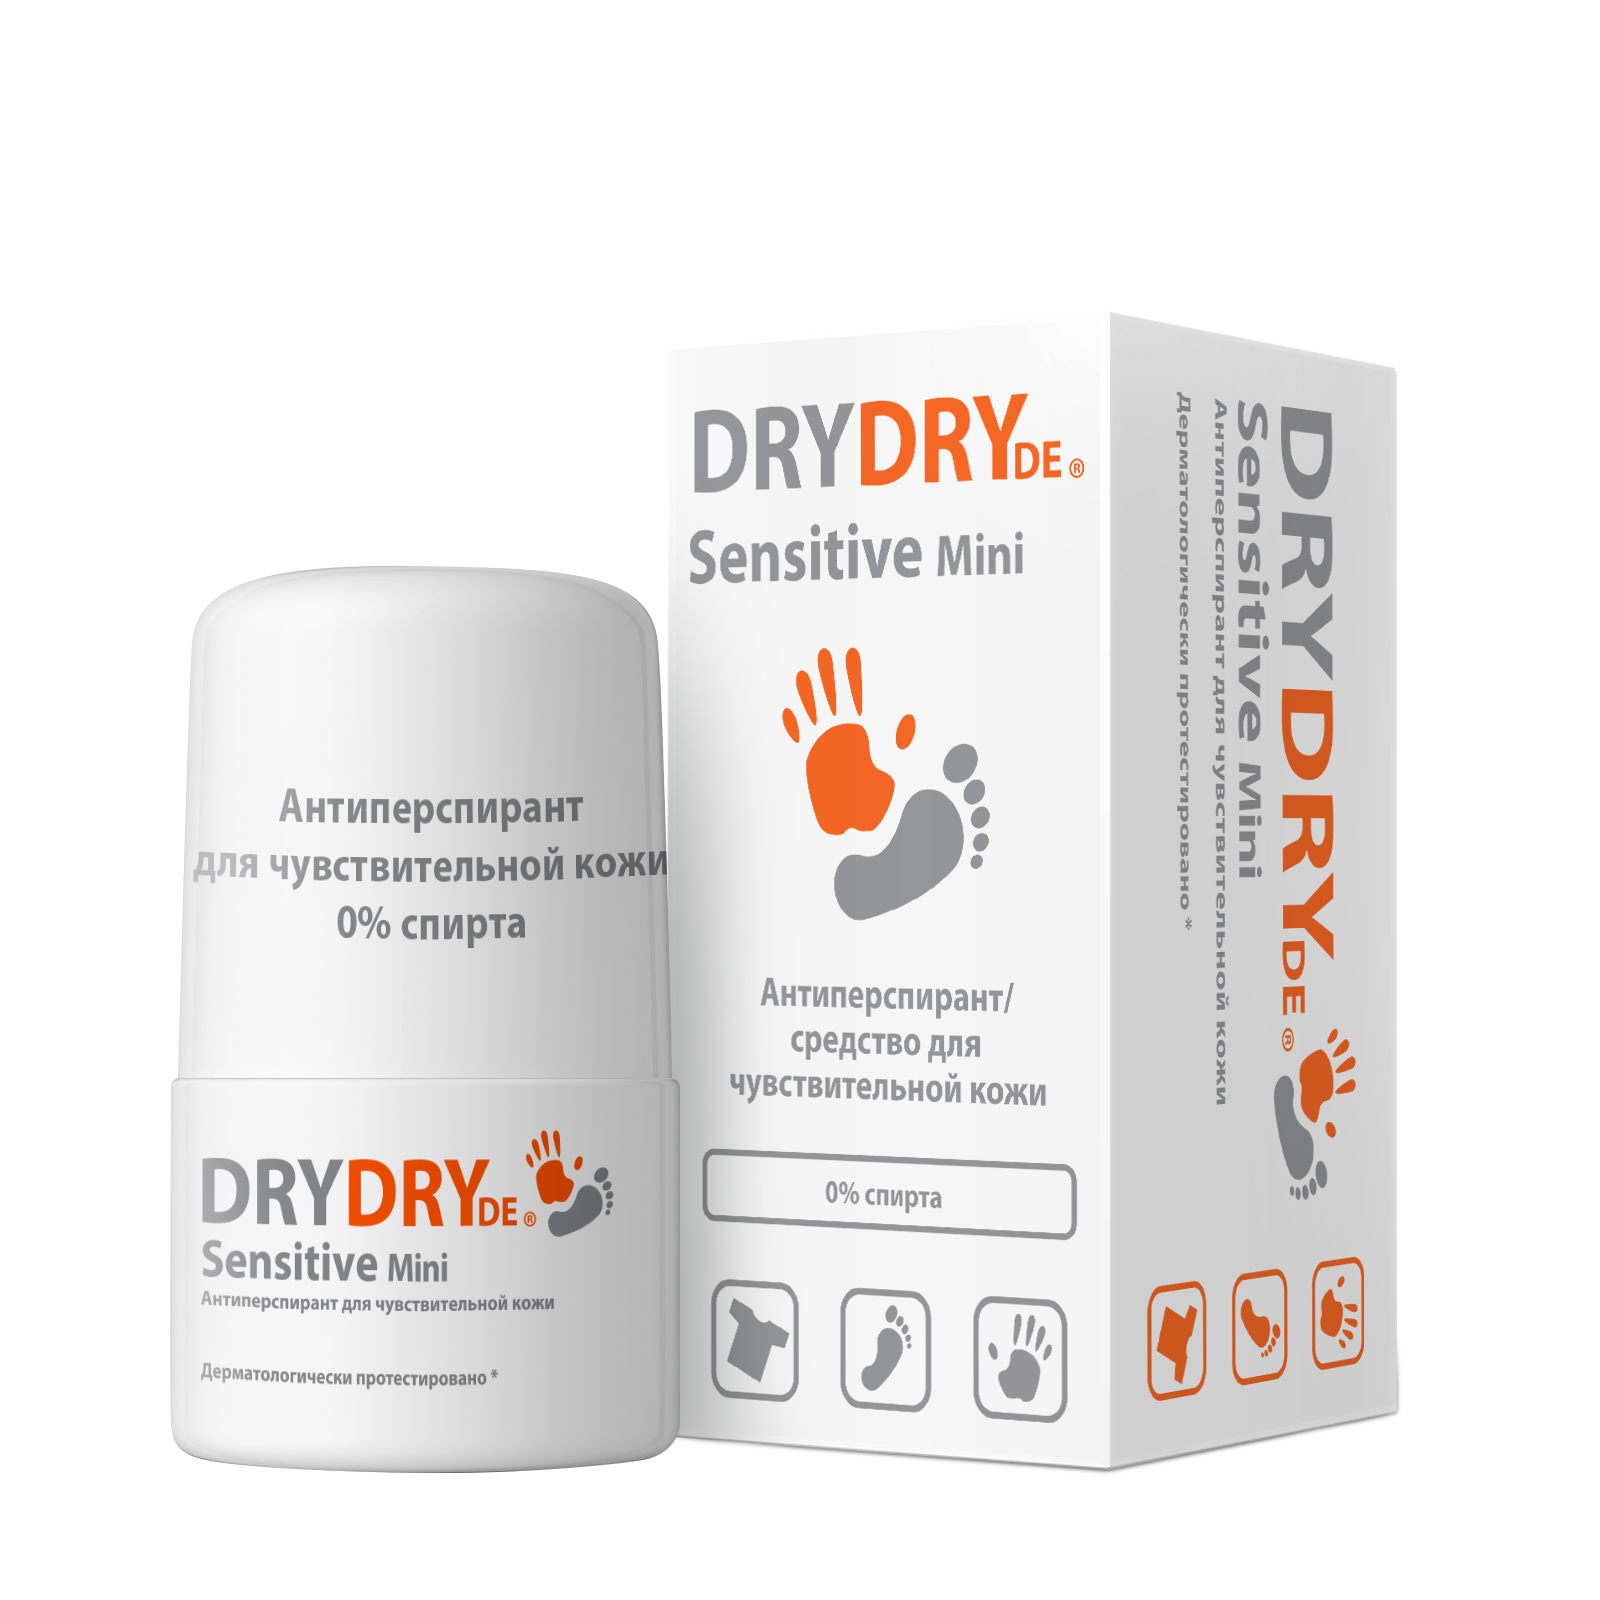 Антиперспирант
для чувствительной кожи
0% спирта
DRYDRYDE®
Sensitive Mini
Антиперспирант для чувствительной кожи
Дерматологически протестировано *
DRYDRYDE®
Sensitive Mini
Антиперспирант/
средство для
чувствительной кожи
0% спирта
DRYDRYDE®
Sensitive Mini
Антиперспирант для чувствительной кожи
Дерматологически протестировано *